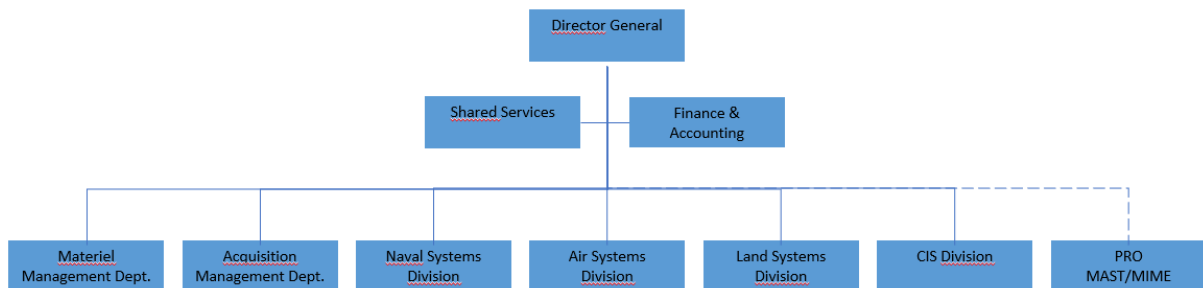 Director General
Shared Services
Finance &
Accounting
Materiel
Management Dept.
Acquisition
Management Dept.
Naval Systems
Division
Air Systems
Division
Land Systems
Division
CIS Division
PRO
MAST/MIME